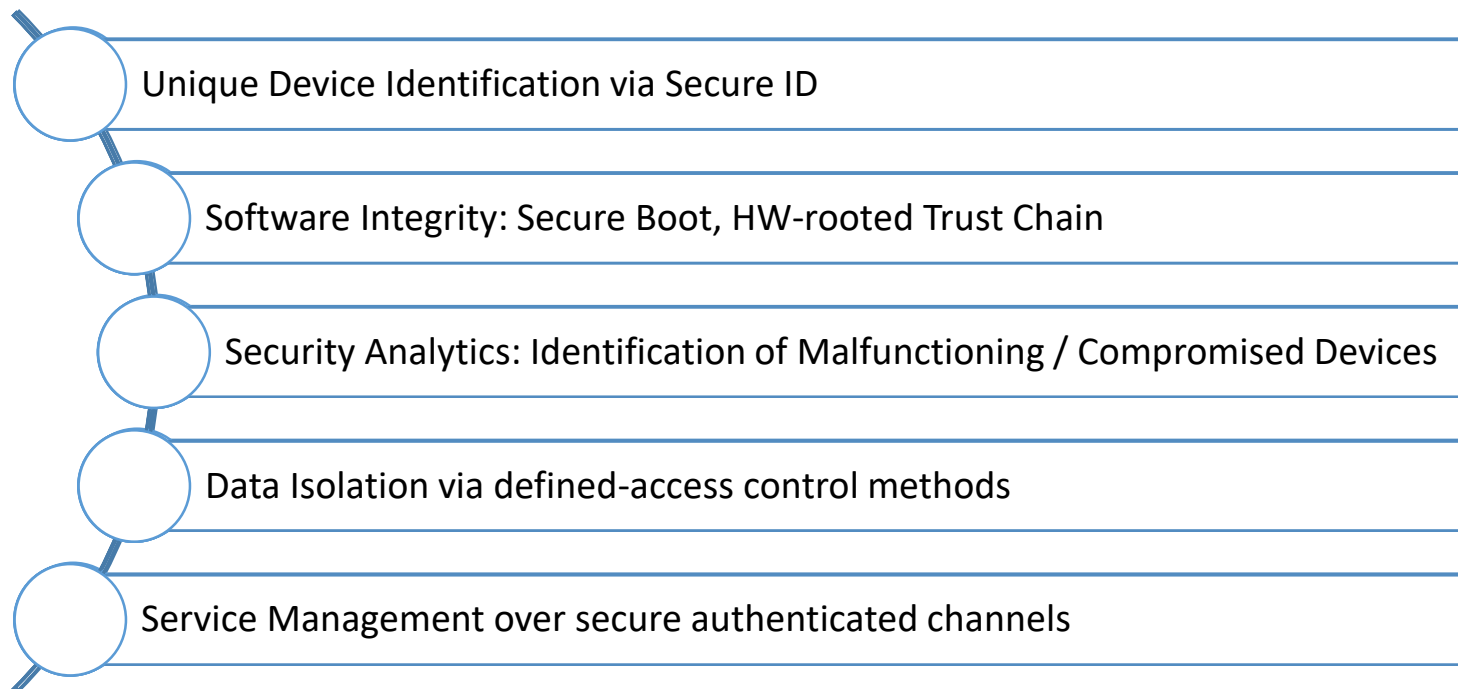 Unique Device Identification via Secure ID
Software Integrity: Secure Boot, HW-rooted Trust Chain
Security Analytics: Identification of Malfunctioning / Compromised Devices
Data Isolation via defined-access control methods
Service Management over secure authenticated channels